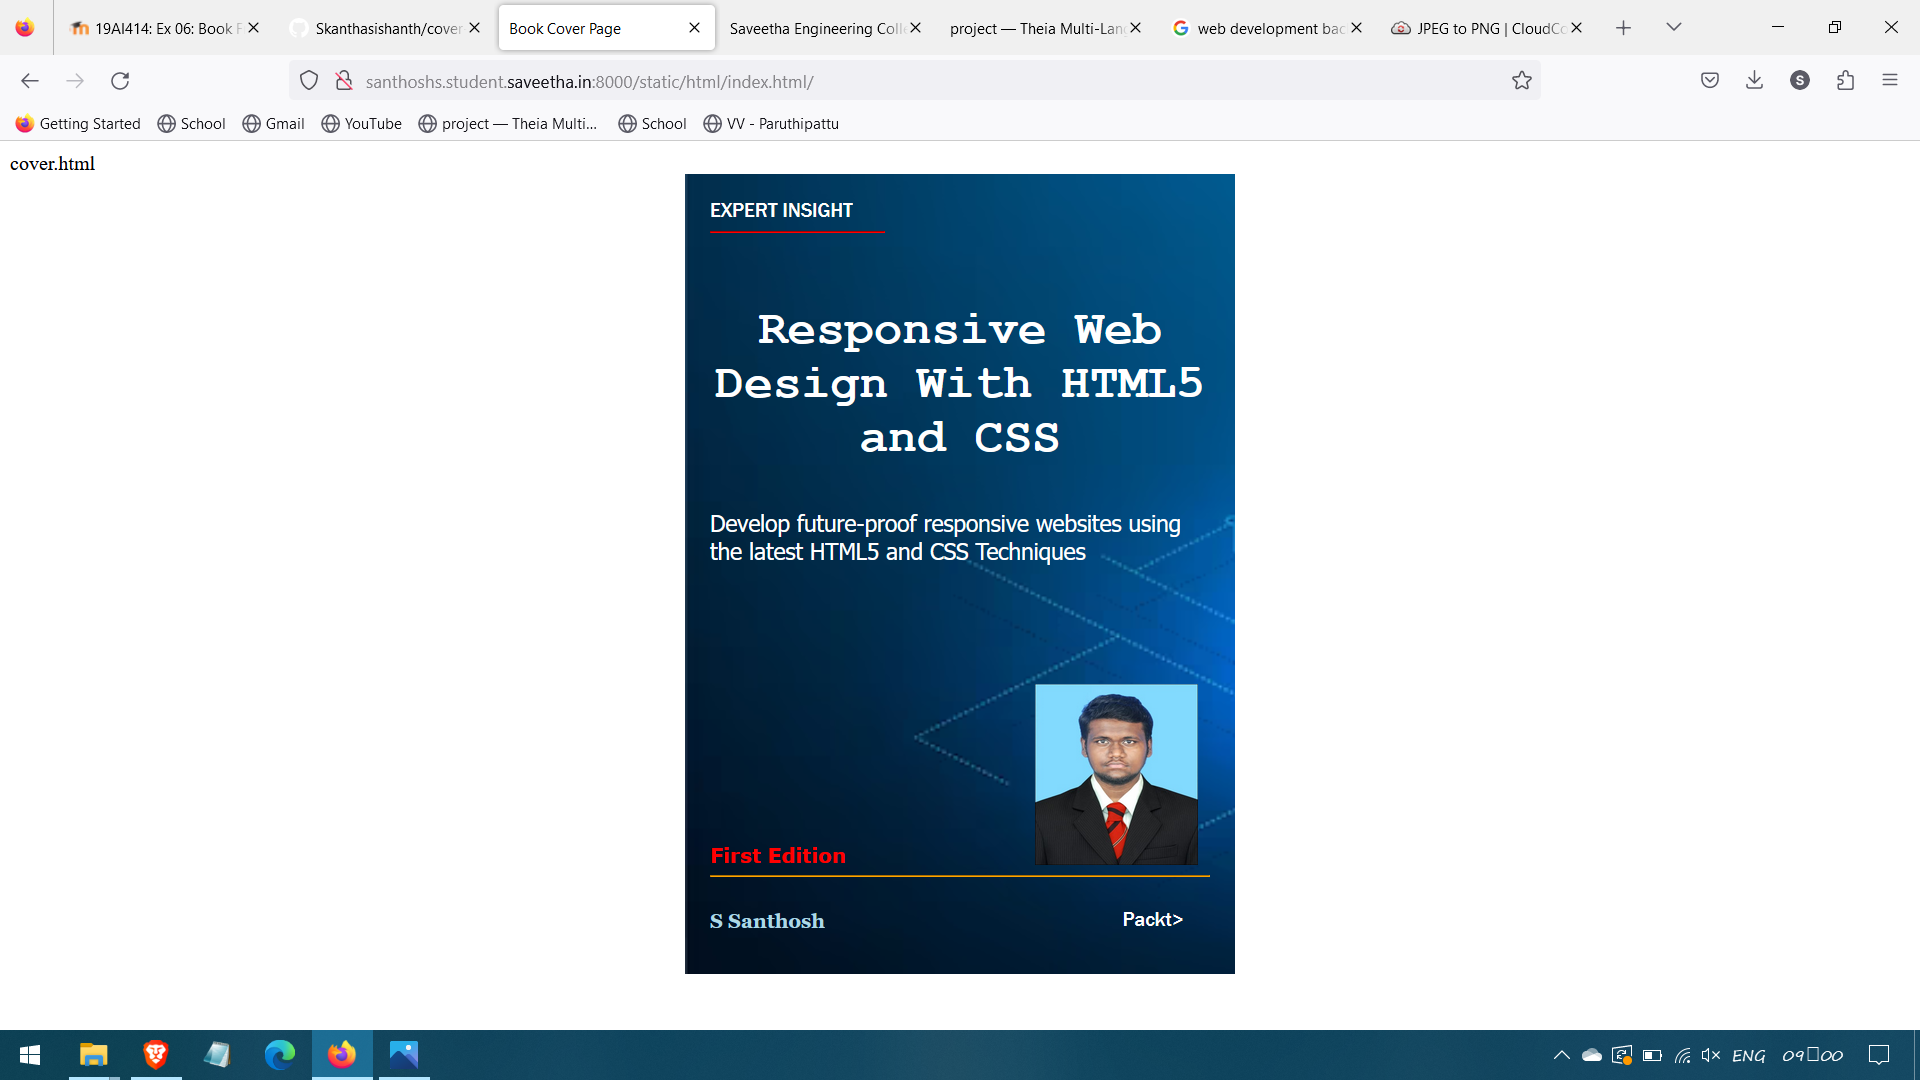 19AI414: Ex 06: Book F
Skanthasishanth/cover
Book Cover Page
Saveetha Engineering Colle
project — Theia Multi-Lang
web development bac
JPEG to PNG | CloudCo
santhoshs.student.saveetha.in:8000/static/html/index.html/
S
Getting Started
School
Gmail
YouTube
project — Theia Multi...
School
VV - Paruthipattu
cover.html
EXPERT INSIGHT
Responsive Web
Design With HTML5
and CSS
Develop future-proof responsive websites using
the latest HTML5 and CSS Techniques
First Edition
S Santhosh
Packt>
ENG
09▯00